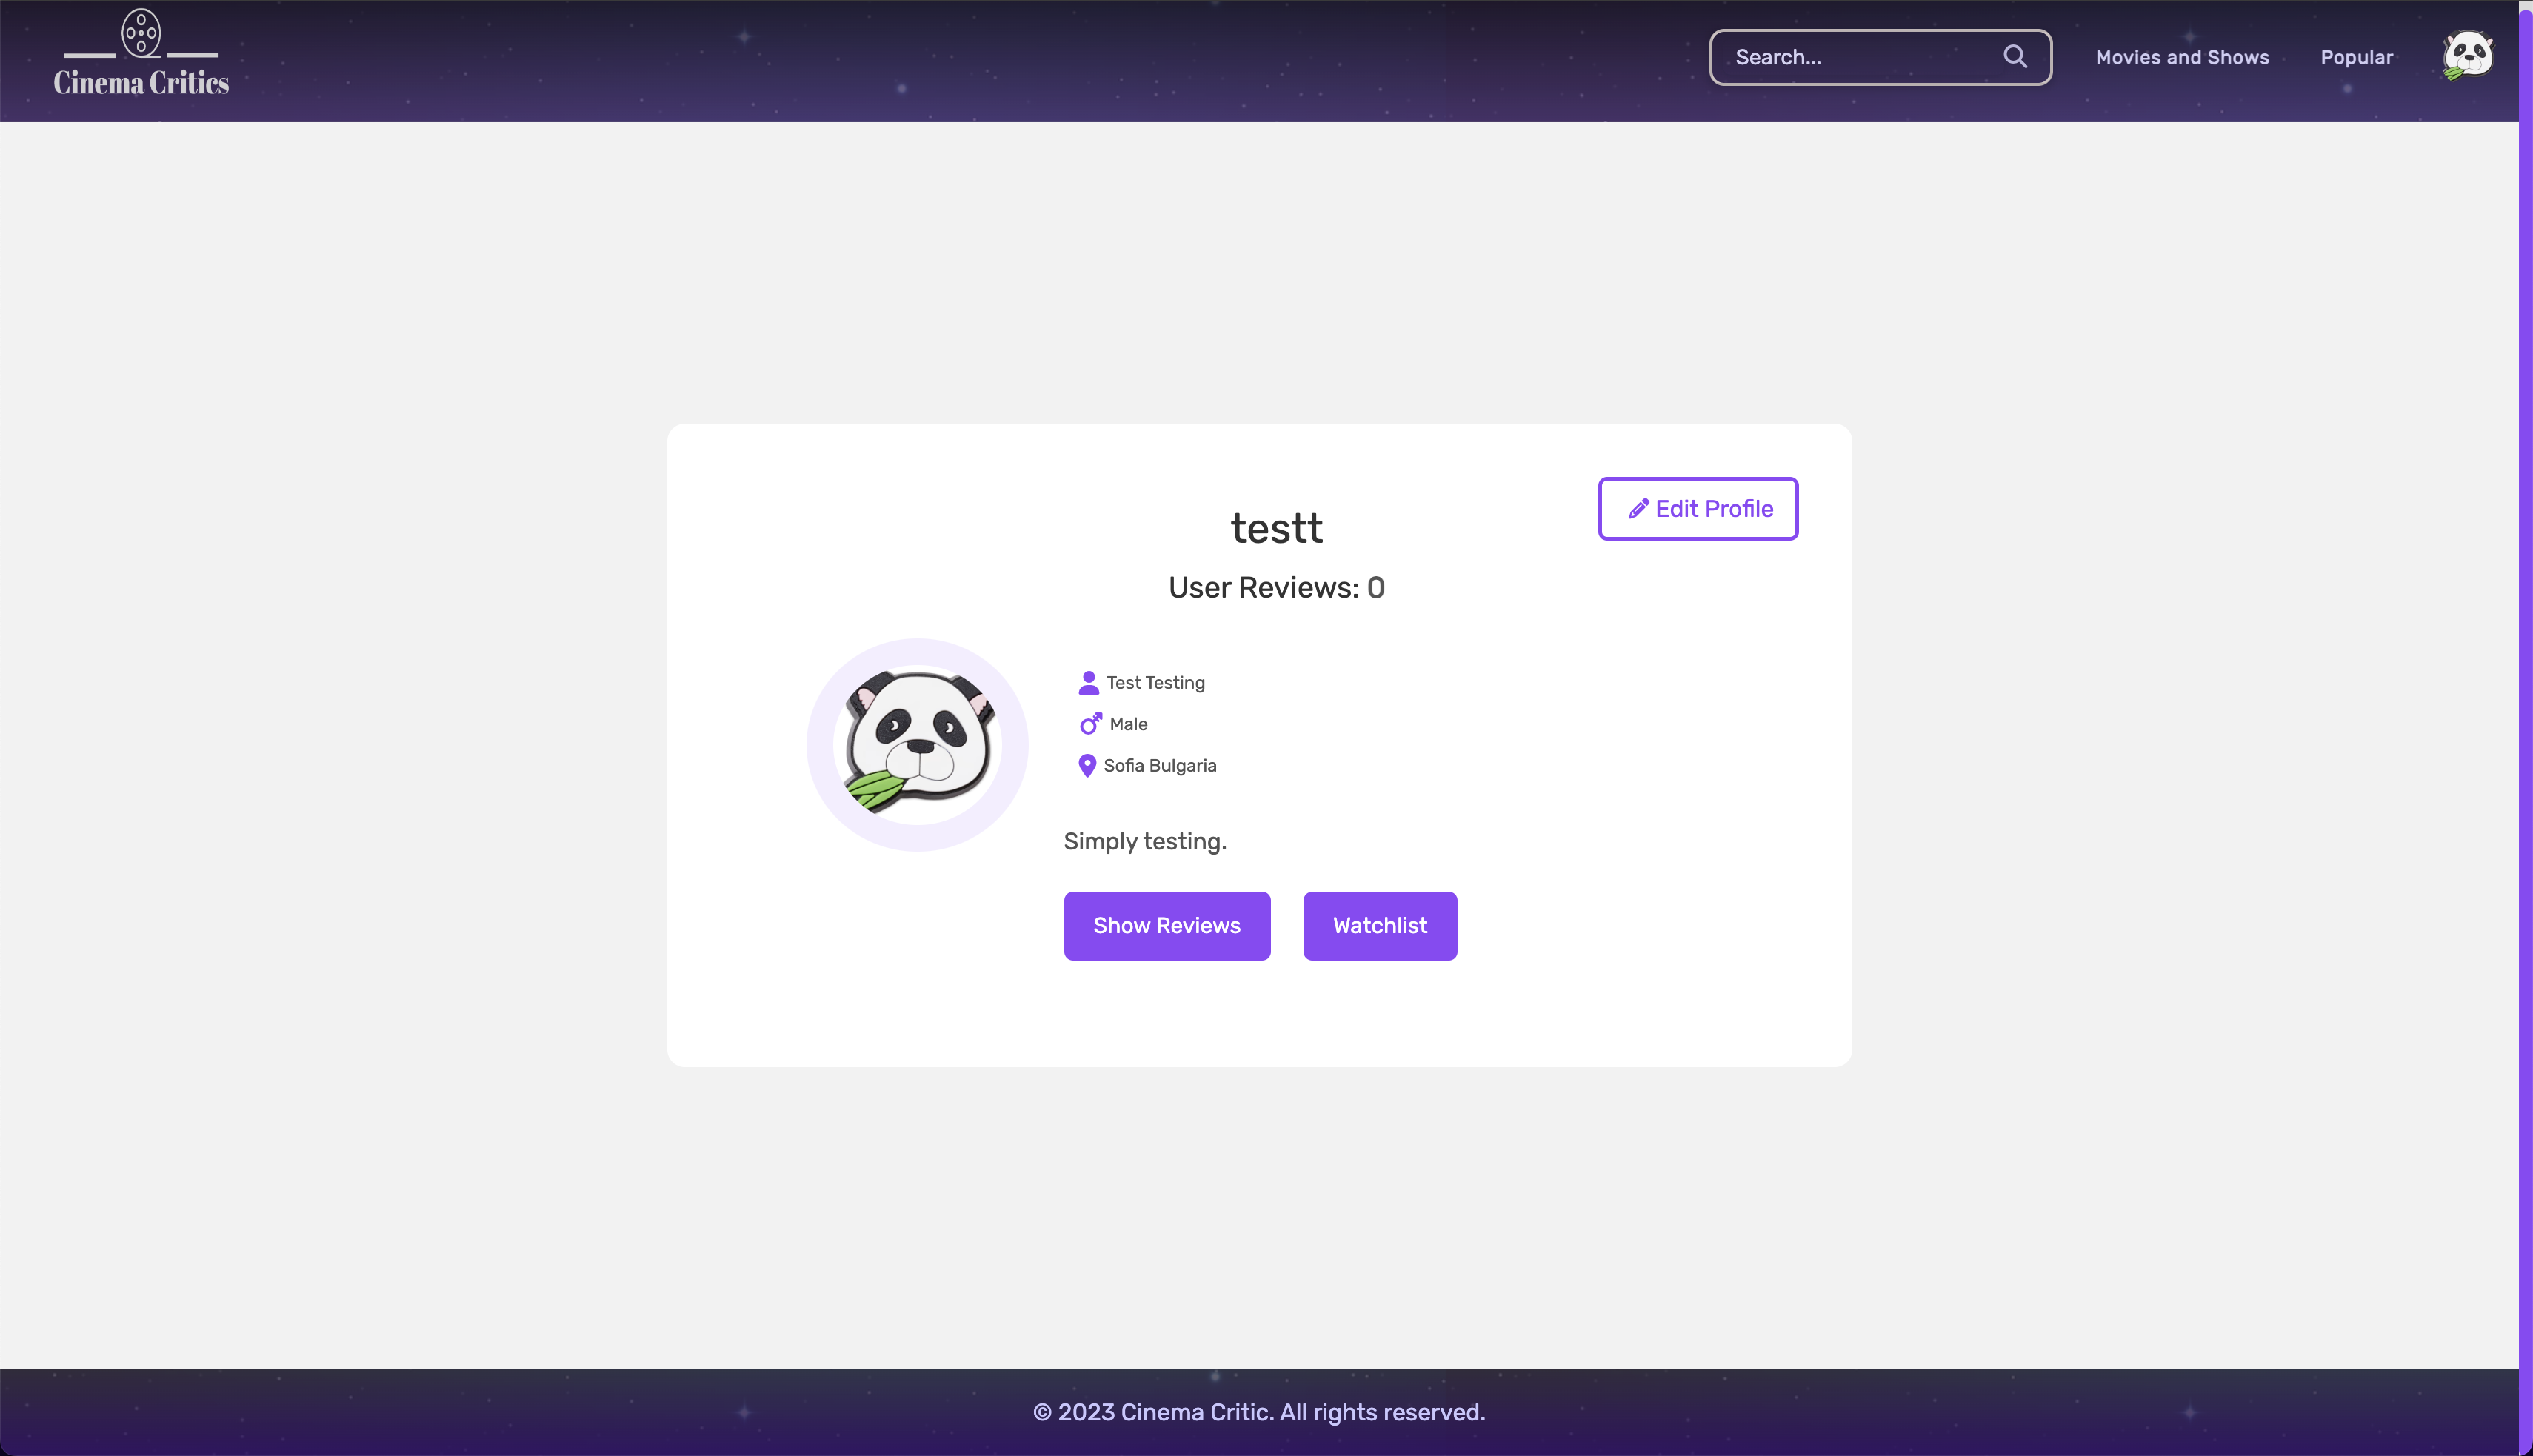 Cinema Critics
Search...
Movies and Shows
Popular
Edit Profile
testt
User Reviews: 0
Test Testing
Male
Sofia Bulgaria
Simply testing.
Show Reviews
Watchlist
© 2023 Cinema Critic. All rights reserved.